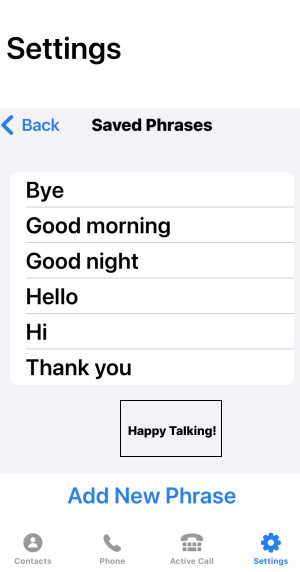 Settings
Back
Saved Phrases
Bye
Good morning
Good night
Hello
Hi
Thank you
Happy Talking!
Add New Phrase
Contacts
Phone
Active Call
Settings